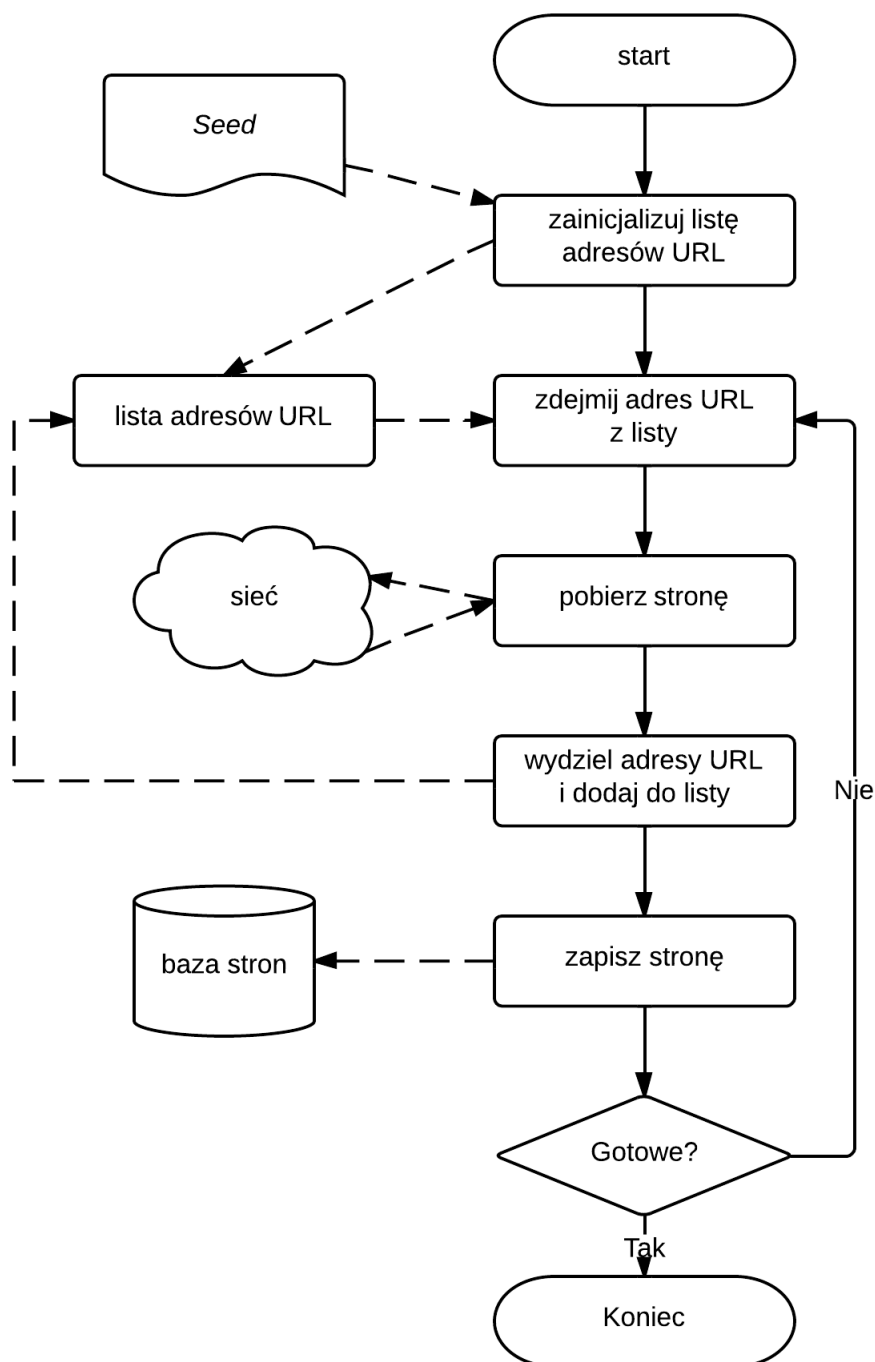 start
Seed
zainicjalizuj listę
adresów URL
lista adresów URL
zdejmij adres URL
z listy
sieć
pobierz stronę
wydziel adresy URL
i dodaj do listy
Nie
baza stron
zapisz stronę
Gotowe?
Tak
Koniec